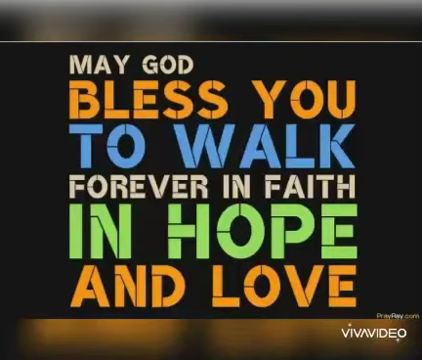 MAY GOD
BLESS YOU
TO WALK
FOREVER IN FAITH
IN HOPE
AND LOVE
PrayRay.com
VIVAVIDEO